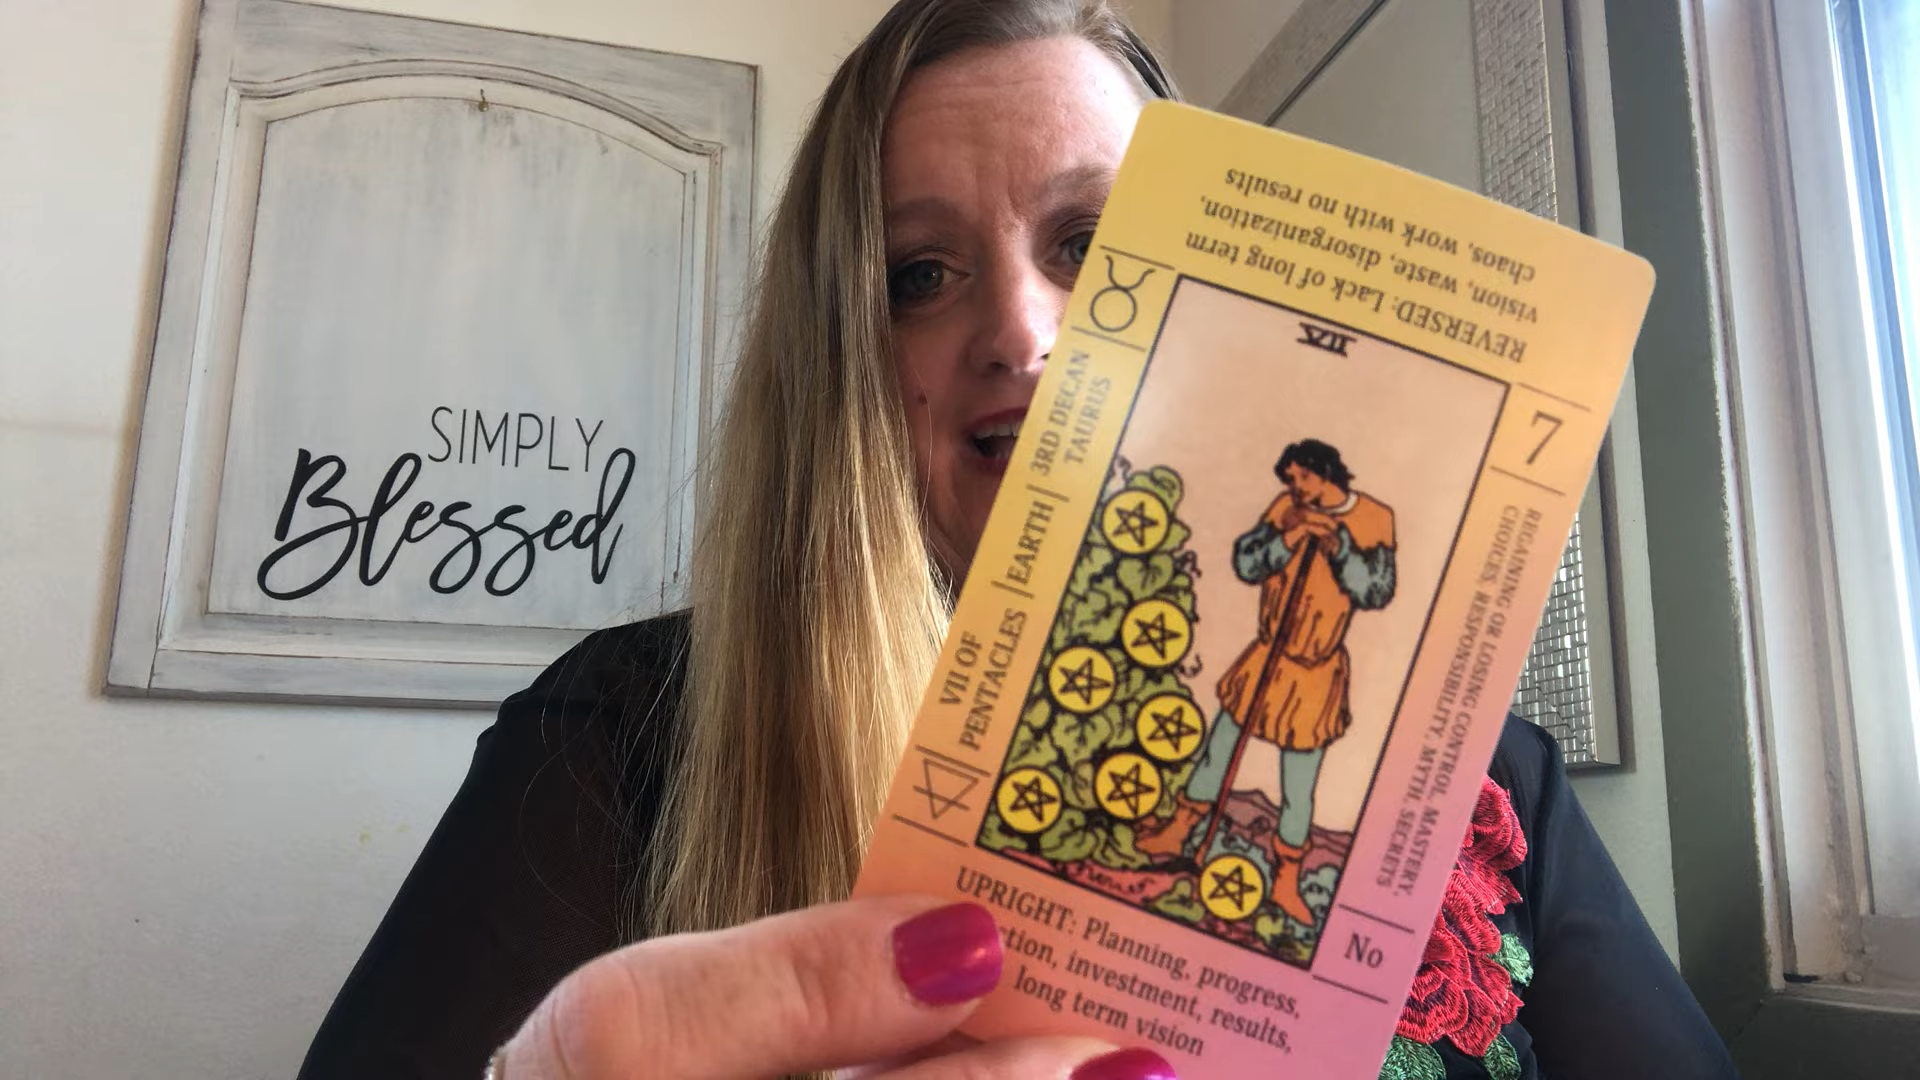 SIMPLY
Blessed
REVERSED: Lack of long term
vision, waste, disorganization,
chaos, work with no results
VII
7
3RD DECAN
TAURUS
EARTH
VII OF
PENTACLES
REGAINING OR LOSING CONTROL, MASTERY,
CHOICES, RESPONSIBILITY, MYTH, SECRETS
No
UPRIGHT: Planning, progress,
investment, results,
long term vision